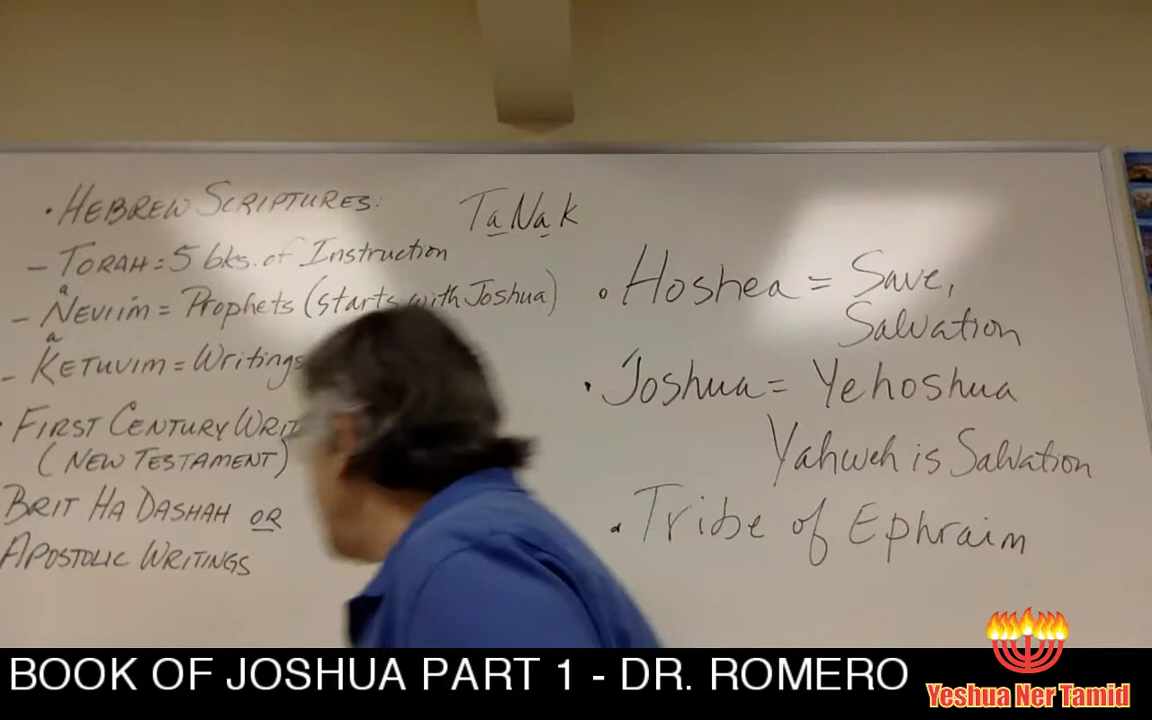 • HEBREW SCRIPTURES:
– TORAH = 5 bks. of Instruction
a
– NEVIIM = Prophets (starts with Joshua)
a
– KETUVIM = Writings
• FIRST CENTURY WRIT
(NEW TESTAMENT)
BRIT HA DASHAH OR
APOSTOLIC WRITINGS
TaNak
• Hoshea = Save,
Salvation
• Joshua = Yehoshua
Yahweh is Salvation
• Tribe of Ephraim
BOOK OF JOSHUA PART 1 - DR. ROMERO
Yeshua Ner Tamid